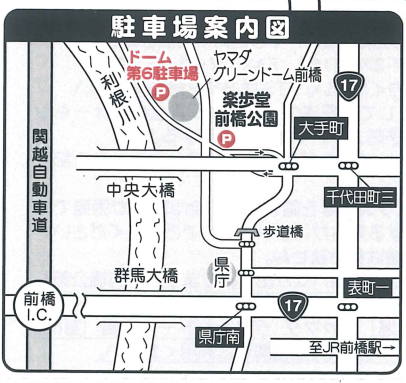 駐車場案内図
ドーム
第6駐車場
P
ヤマダ
グリーンドーム前橋
利根川
楽歩堂
前橋公園
P
17
大手町
関越自動車道
中央大橋
千代田町三
歩道橋
県庁
群馬大橋
表町一
前橋
I.C.
17
県庁南
至JR前橋駅→